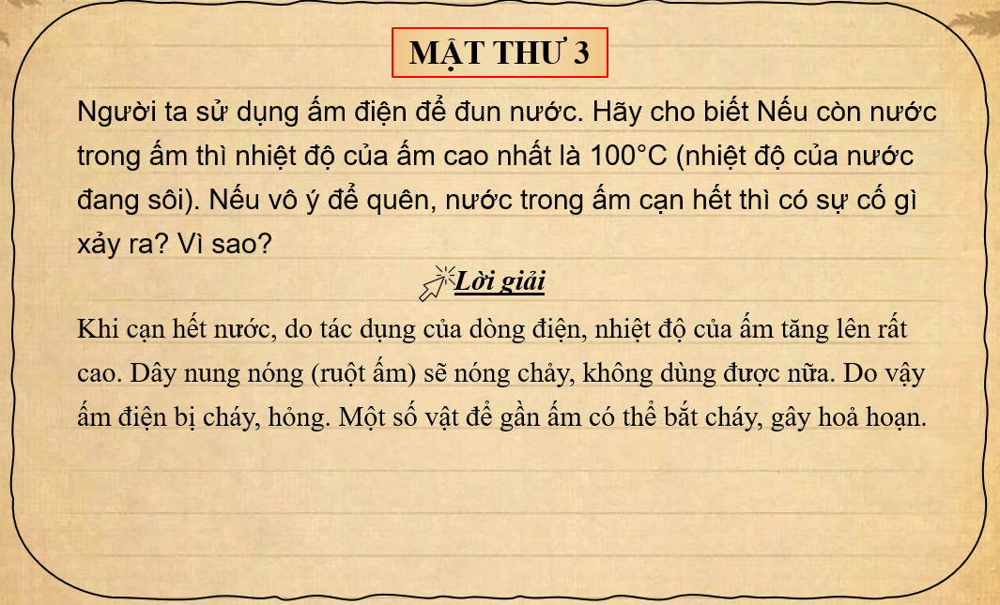 MẬT THƯ 3
Người ta sử dụng ấm điện để đun nước. Hãy cho biết Nếu còn nước
trong ấm thì nhiệt độ của ấm cao nhất là 100°C (nhiệt độ của nước
đang sôi). Nếu vô ý để quên, nước trong ấm cạn hết thì có sự cố gì
xảy ra? Vì sao?
Lời giải
Khi cạn hết nước, do tác dụng của dòng điện, nhiệt độ của ấm tăng lên rất
cao. Dây nung nóng (ruột ấm) sẽ nóng chảy, không dùng được nữa. Do vậy
ấm điện bị cháy, hỏng. Một số vật để gần ấm có thể bắt cháy, gây hoả hoạn.